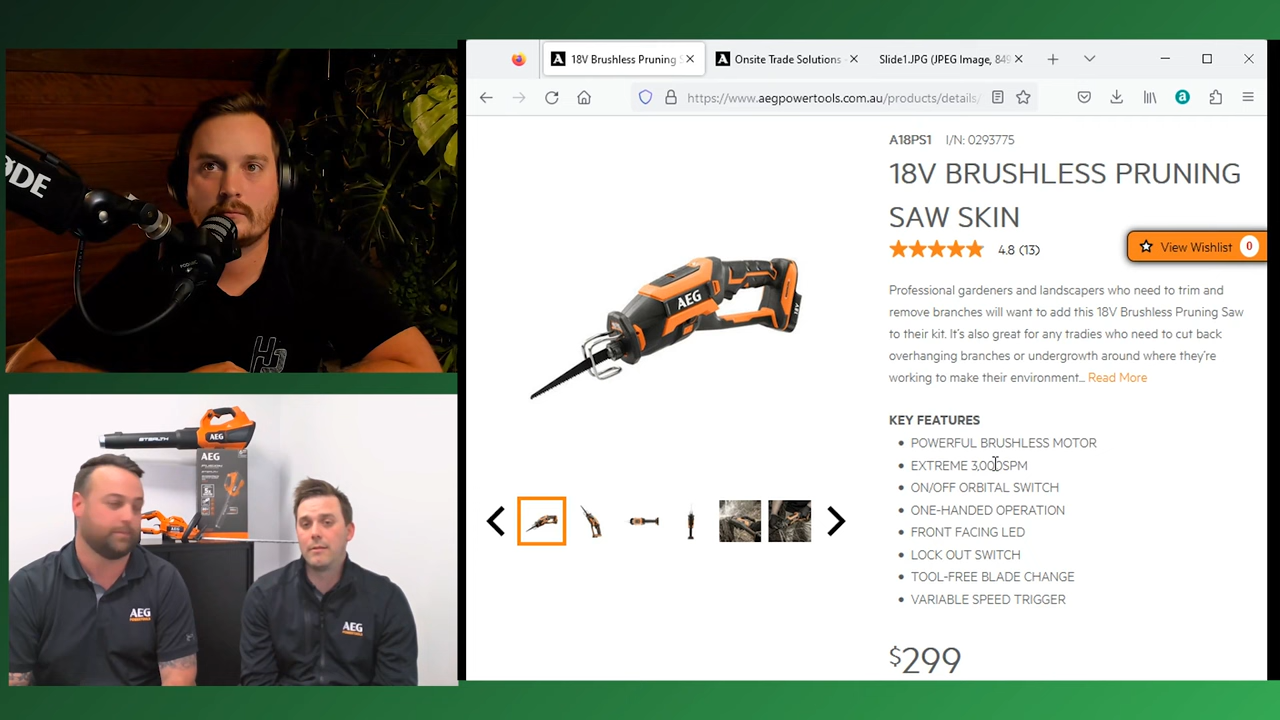 18V Brushless Pruning S
Onsite Trade Solutions
Slide1.JPG (JPEG Image, 849
https://www.aegpowertools.com.au/products/details/
a
A18PS1 I/N: 0293775
18V BRUSHLESS PRUNING
SAW SKIN
4.8 (13)
View Wishlist 0
Professional gardeners and landscapers who need to trim and
remove branches will want to add this 18V Brushless Pruning Saw
to their kit. It's also great for any tradies who need to cut back
overhanging branches or undergrowth around where they're
working to make their environment... Read More
KEY FEATURES
POWERFUL BRUSHLESS MOTOR
EXTREME 3,000SPM
ON/OFF ORBITAL SWITCH
ONE-HANDED OPERATION
FRONT FACING LED
LOCK OUT SWITCH
TOOL-FREE BLADE CHANGE
VARIABLE SPEED TRIGGER
$299
AEG
RØDE
STEALTH
AEG
AEG
AEG
AEG